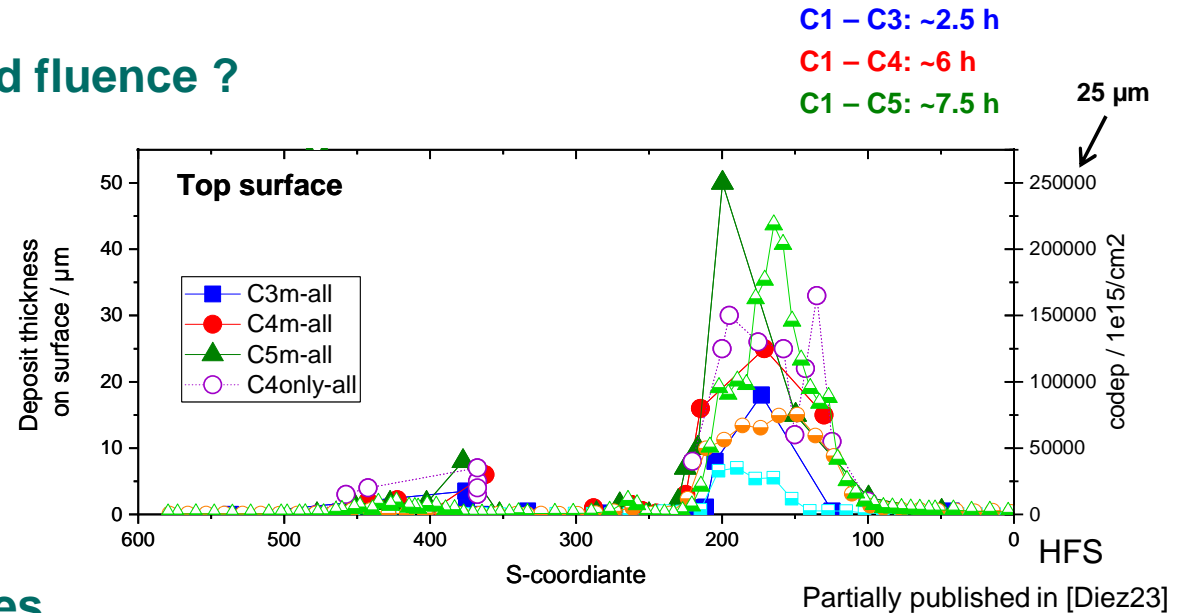 C1 – C3: ~2.5 h
d fluence ?
C1 – C4: ~6 h
C1 – C5: ~7.5 h
25 µm
Top surface
Deposit thickness
on surface / µm
50
40
30
20
10
0
C3m-all
C4m-all
C5m-all
C4only-all
250000
200000
150000
100000
50000
0
codep / 1e15/cm2
600
500
400
300
200
100
0
HFS
S-coordiante
Partially published in [Diez23]
es